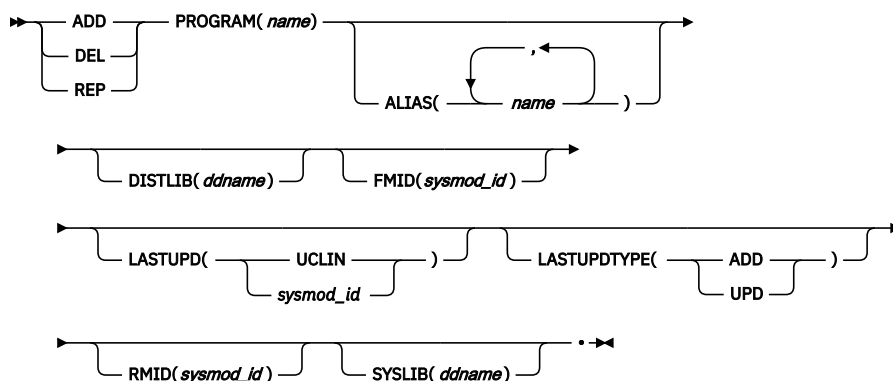 ADD PROGRAM( name)
DEL
REP
,
ALIAS( name )
DISTLIB( ddname) FMID( sysmod_id)
LASTUPD( UCLIN ) LASTUPDTYPE( ADD )
sysmod_id UPD
.
RMID( sysmod_id) SYSLIB( ddname)